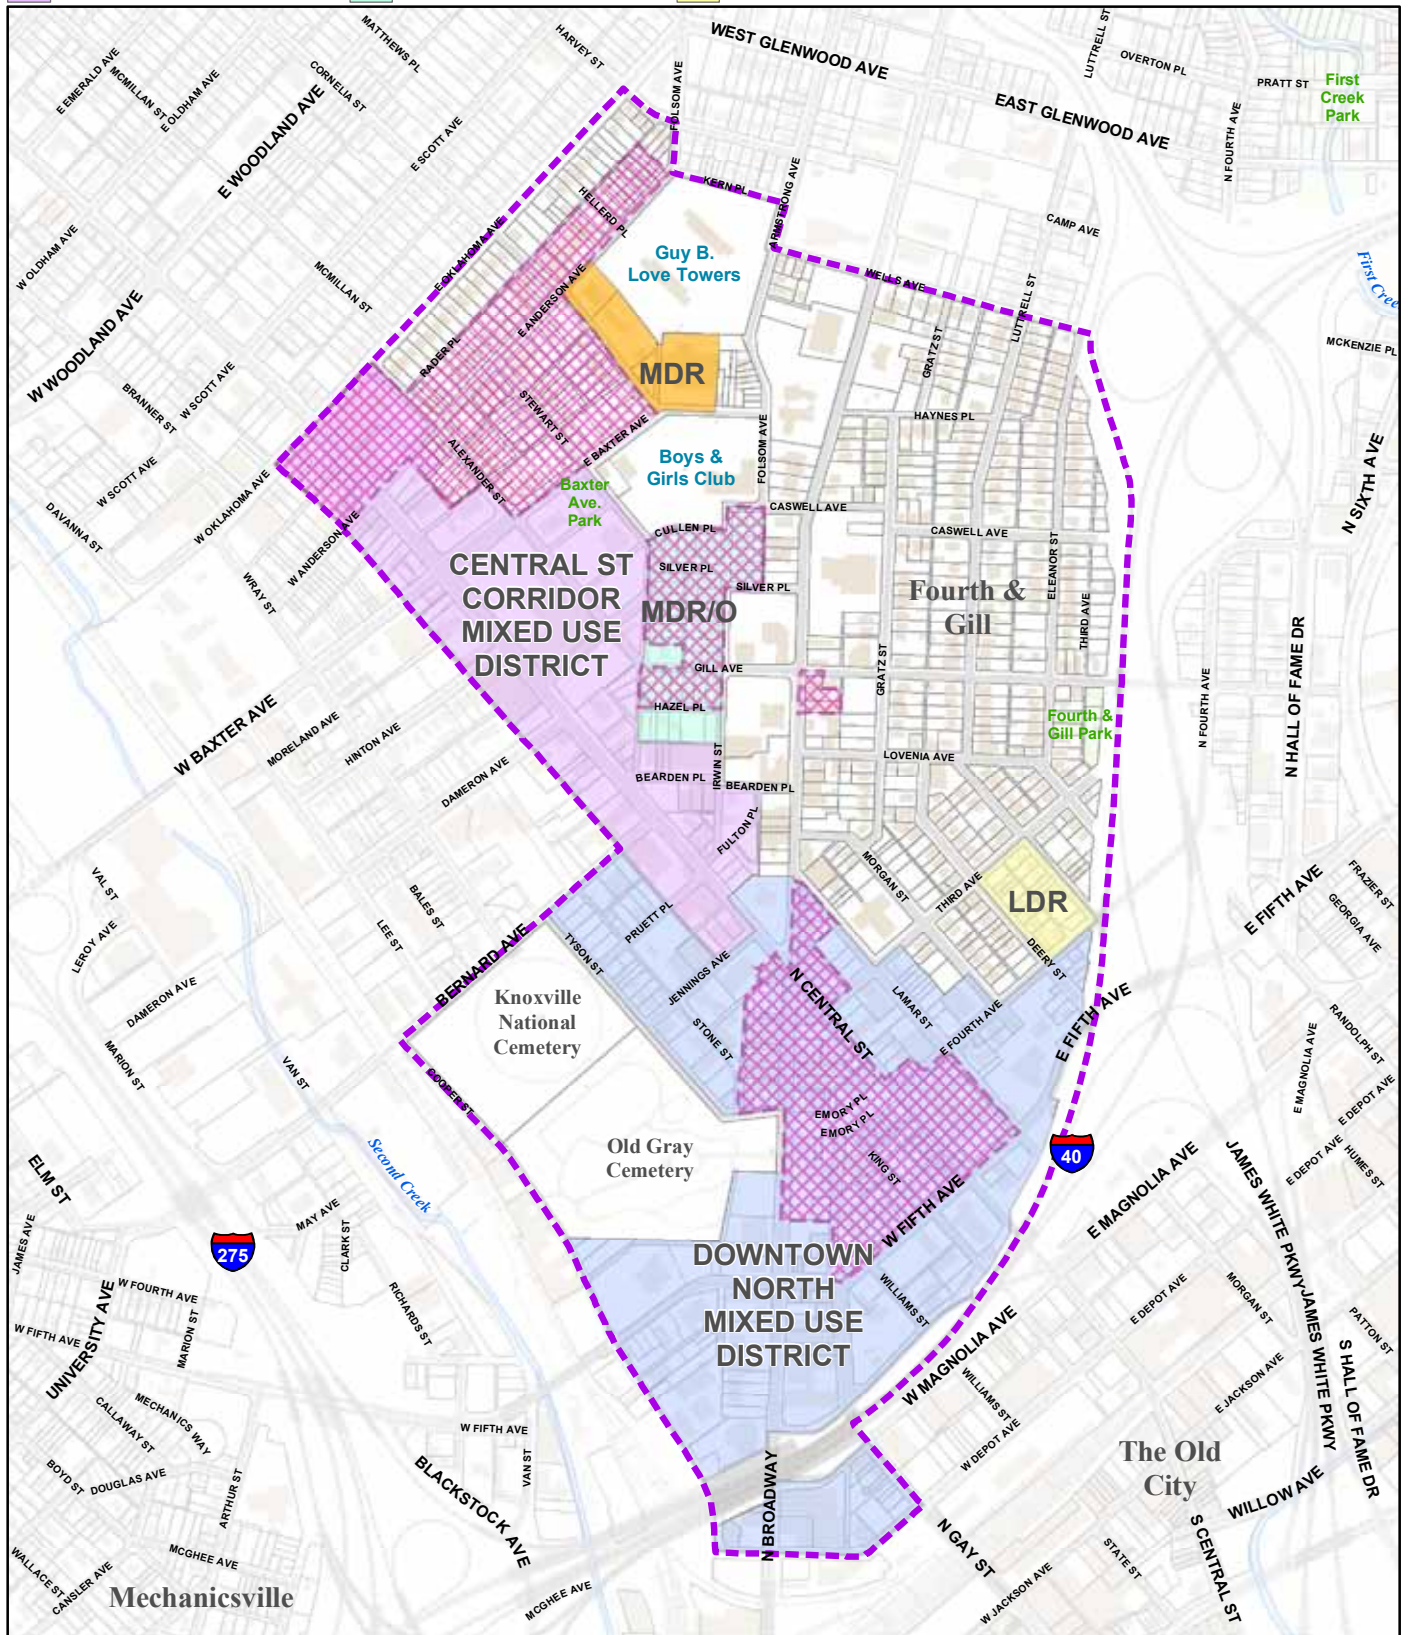 MATTHEWS PL
HARVEY ST
WEST GLENWOOD AVE
LUTTRELL ST
OVERTON PL
PRATT ST
First
Creek
Park
E EMERALD AVE
MCMILLAN ST
E OLDHAM AVE
CORNELIA ST
FOLSOM AVE
EAST GLENWOOD AVE
N FOURTH AVE
E WOODLAND AVE
E SCOTT AVE
KERN PL
ARMSTRONG AVE
HELLERD PL
CAMP AVE
W OLDHAM AVE
MCMILLAN ST
E OKLAHOMA AVE
Guy B.
Love Towers
WELLS AVE
LUTTRELL ST
First Cree
W WOODLAND AVE
E ANDERSON AVE
RADER PL
GRATZ ST
MCKENZIE PL
BRANNER ST
W SCOTT AVE
MDR
STEWART ST
HAYNES PL
W SCOTT AVE
ALEXANDER ST
E BAXTER AVE
FOLSOM AVE
Boys &
Girls Club
N SIXTH AVE
DAVANNA ST
W OKLAHOMA AVE
Baxter
Ave.
Park
CASWELL AVE
W ANDERSON AVE
CULLEN PL
CASWELL AVE
ELEANOR ST
WRAY ST
CENTRAL ST
CORRIDOR
MIXED USE
DISTRICT
SILVER PL
SILVER PL
Fourth &
Gill
THIRD AVE
MDR/O
GILL AVE
GRATZ ST
N HALL OF FAME DR
N FOURTH AVE
W BAXTER AVE
MORELAND AVE
HINTON AVE
HAZEL PL
Fourth &
Gill Park
DAMERON AVE
IRWIN ST
LOVENIA AVE
BEARDEN PL
BEARDEN PL
FULTON PL
VAL ST
BALES ST
LEE ST
MORGAN ST
THIRD AVE
LDR
E FIFTH AVE
FRAZIER ST
GEORGIA AVE
LEROY AVE
BERNARD AVE
TYSON ST
PRUETT PL
DEERY ST
JENNINGS AVE
N CENTRAL ST
LAMAR ST
E FOURTH AVE
E FIFTH AVE
DAMERON AVE
Knoxville
National
Cemetery
STONE ST
RANDOLPH ST
MARION ST
VAN ST
COOPER ST
E MAGNOLIA AVE
E DEPOT AVE
EMORY PL
EMORY PL
Second Creek
Old Gray
Cemetery
KING ST
40
E MAGNOLIA AVE
JAMES WHITE PKWY
E DEPOT AVE
HUMES ST
ELM ST
W FIFTH AVE
JAMES AVE
MAY AVE
CLARK ST
275
DOWNTOWN
NORTH
MIXED USE
DISTRICT
W FOURTH AVE
UNIVERSITY AVE
RICHARDS ST
WILLIAMS ST
E DEPOT AVE
MORGAN ST
JAMES WHITE PKWY
PATTON ST
W FIFTH AVE
MARION ST
W MAGNOLIA AVE
S HALL OF FAME DR
MECHANICS WAY
CALLAWAY ST
WILLIAMS ST
E JACKSON AVE
W FIFTH AVE
VAN ST
W DEPOT AVE
The Old
City
BOYD ST
DOUGLAS AVE
ARTHUR ST
BLACKSTOCK AVE
N BROADWAY
WILLOW AVE
N GAY ST
S CENTRAL ST
WALLACE ST
CANSLER AVE
MCGHEE AVE
Mechanicsville
MCGHEE AVE
STATE ST
W JACKSON AVE